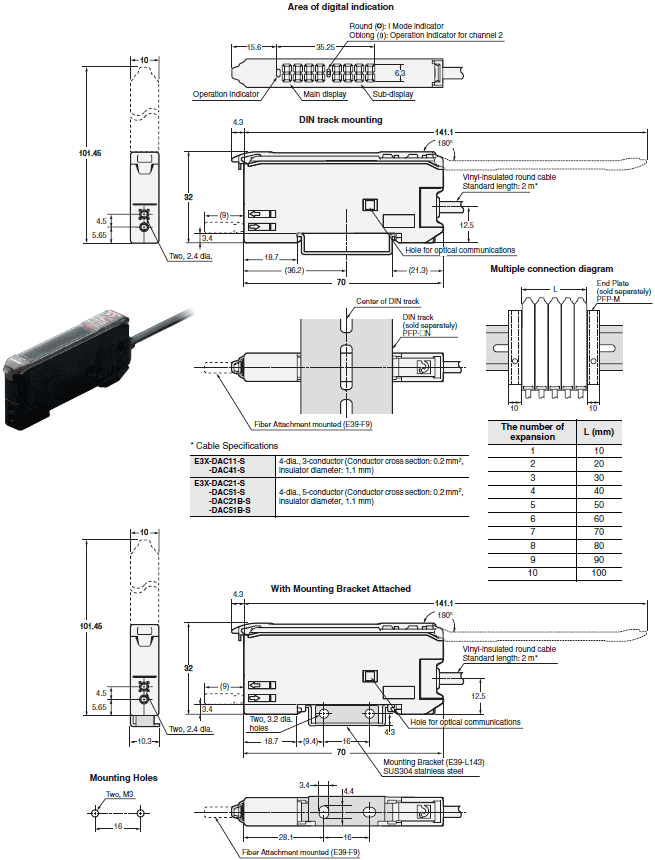 Area of digital indication
Round (O): I Mode Indicator
Oblong (0): Operation Indicator for channel 2
10
15.6
35.25
6.3
Operation Indicator
Main display
Sub-display
101.45
4.5
5.65
Two, 2.4 dia.
DIN track mounting
4.3
141.1
180°
Vinyl-insulated round cable
Standard length: 2 m*
32
(9)
3.4
12.5
Hole for optical communications
18.7
(36.2)
(21.3)
70
Multiple connection diagram
L
End Plate
(sold separately)
PFP-M
10
10
Center of DIN track
DIN track
(sold separately)
PFP-□N
Fiber Attachment mounted (E39-F9)
* Cable Specifications
E3X-DAC11-S
-DAC41-S
4-dia., 3-conductor (Conductor cross section: 0.2 mm²,
Insulator diameter: 1.1 mm)
E3X-DAC21-S
-DAC51-S
-DAC21B-S
-DAC51B-S
4-dia., 5-conductor (Conductor cross section: 0.2 mm²,
Insulator diameter, 1.1 mm)
The number of expansion L (mm)
1 10
2 20
3 30
4 40
5 50
6 60
7 70
8 80
9 90
10 100
10
101.45
4.5
5.65
Two, 2.4 dia.
10.3
With Mounting Bracket Attached
4.3
141.1
180°
Vinyl-insulated round cable
Standard length: 2 m*
32
(9)
3.4
12.5
Two, 3.2 dia.
holes
Hole for optical communications
4.3
18.7
(9.4)
16
70
Mounting Bracket (E39-L143)
SUS304 stainless steel
Mounting Holes
Two, M3
16
3.4
4.4
28.1
16
Fiber Attachment mounted (E39-F9)